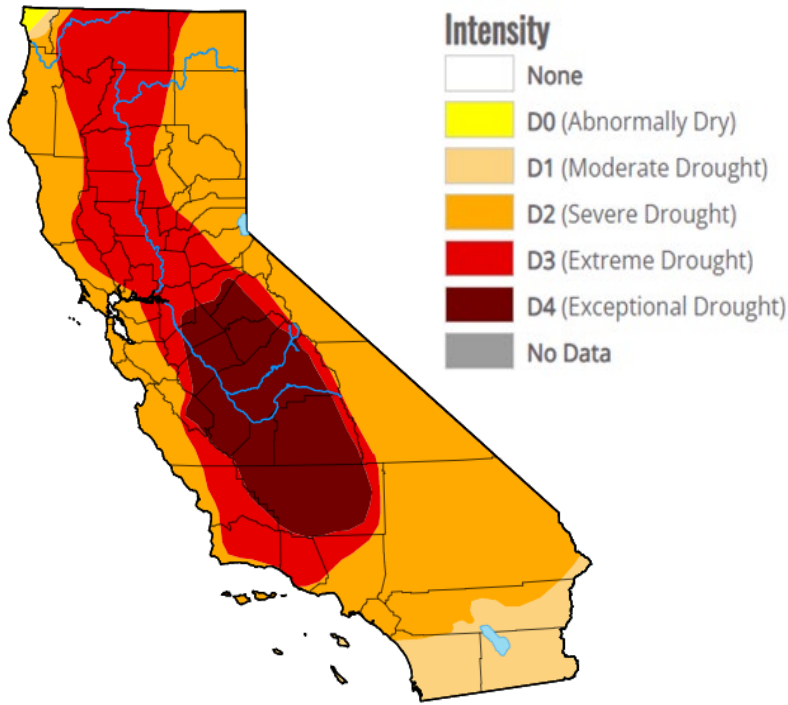 Intensity
None
D0 (Abnormally Dry)
D1 (Moderate Drought)
D2 (Severe Drought)
D3 (Extreme Drought)
D4 (Exceptional Drought)
No Data